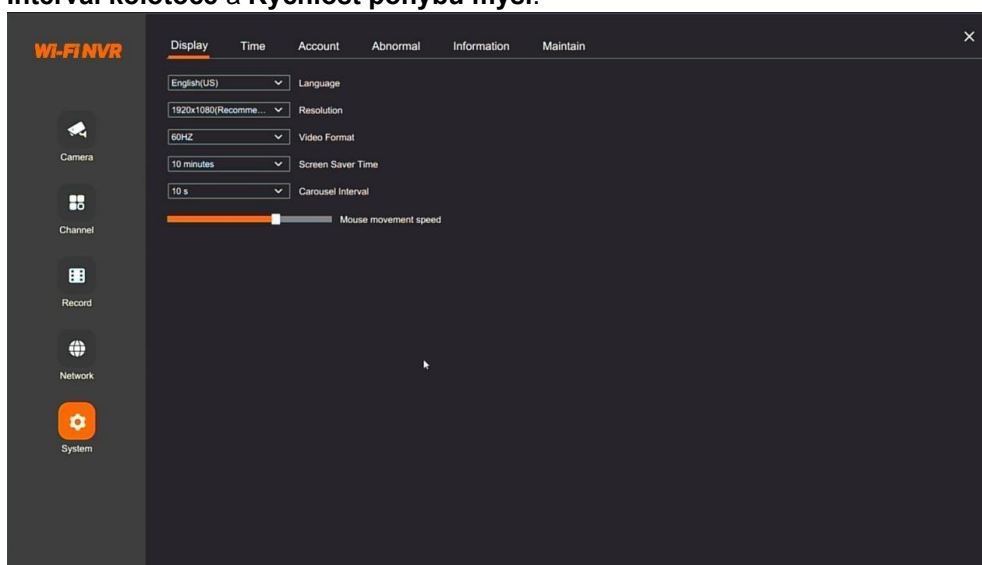 Interval kolotoče a Rýchlosť pohybu myši.
Wi-Fi NVR
Display Time Account Abnormal Information Maintain
English(US) Language
1920x1080(Recomme... Resolution
60HZ Video Format
10 minutes Screen Saver Time
10 s Carousel Interval
Mouse movement speed
Camera
Channel
Record
Network
System